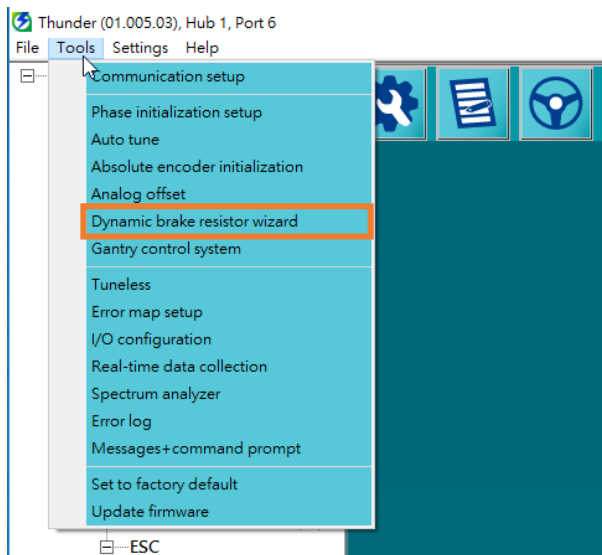 Thunder (01.005.03), Hub 1, Port 6
File Tools Settings Help
Communication setup
Phase initialization setup
Auto tune
Absolute encoder initialization
Analog offset
Dynamic brake resistor wizard
Gantry control system
Tuneless
Error map setup
I/O configuration
Real-time data collection
Spectrum analyzer
Error log
Messages+command prompt
Set to factory default
Update firmware
ESC